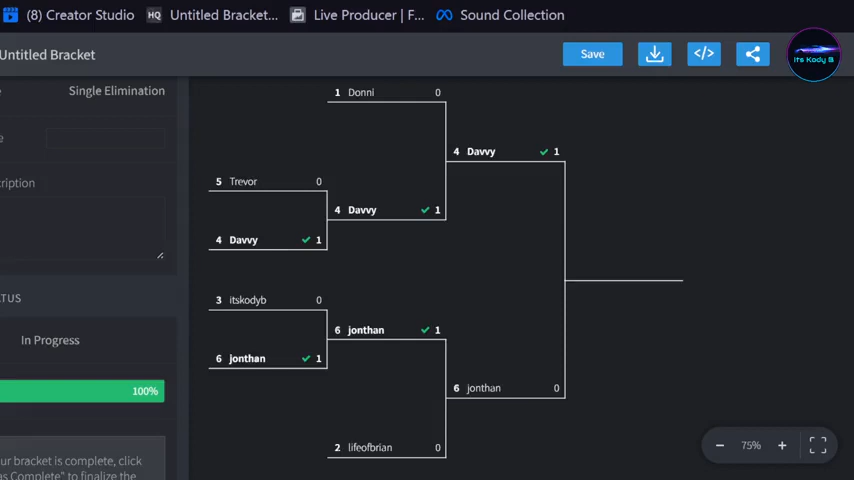 (8) Creator Studio
HQ
Untitled Bracket...
Live Producer | F...
Sound Collection
Untitled Bracket
Save
</>
its Kody B
Single Elimination
1 Donni 0
4 Davvy 1
5 Trevor 0
cription
4 Davvy 1
4 Davvy 1
3 itskodyb 0
TUS
6 jonthan 1
In Progress
6 jonthan 1
6 jonthan 0
100%
2 lifeofbrian 0
75%
ur bracket is complete, click
as Complete" to finalize the